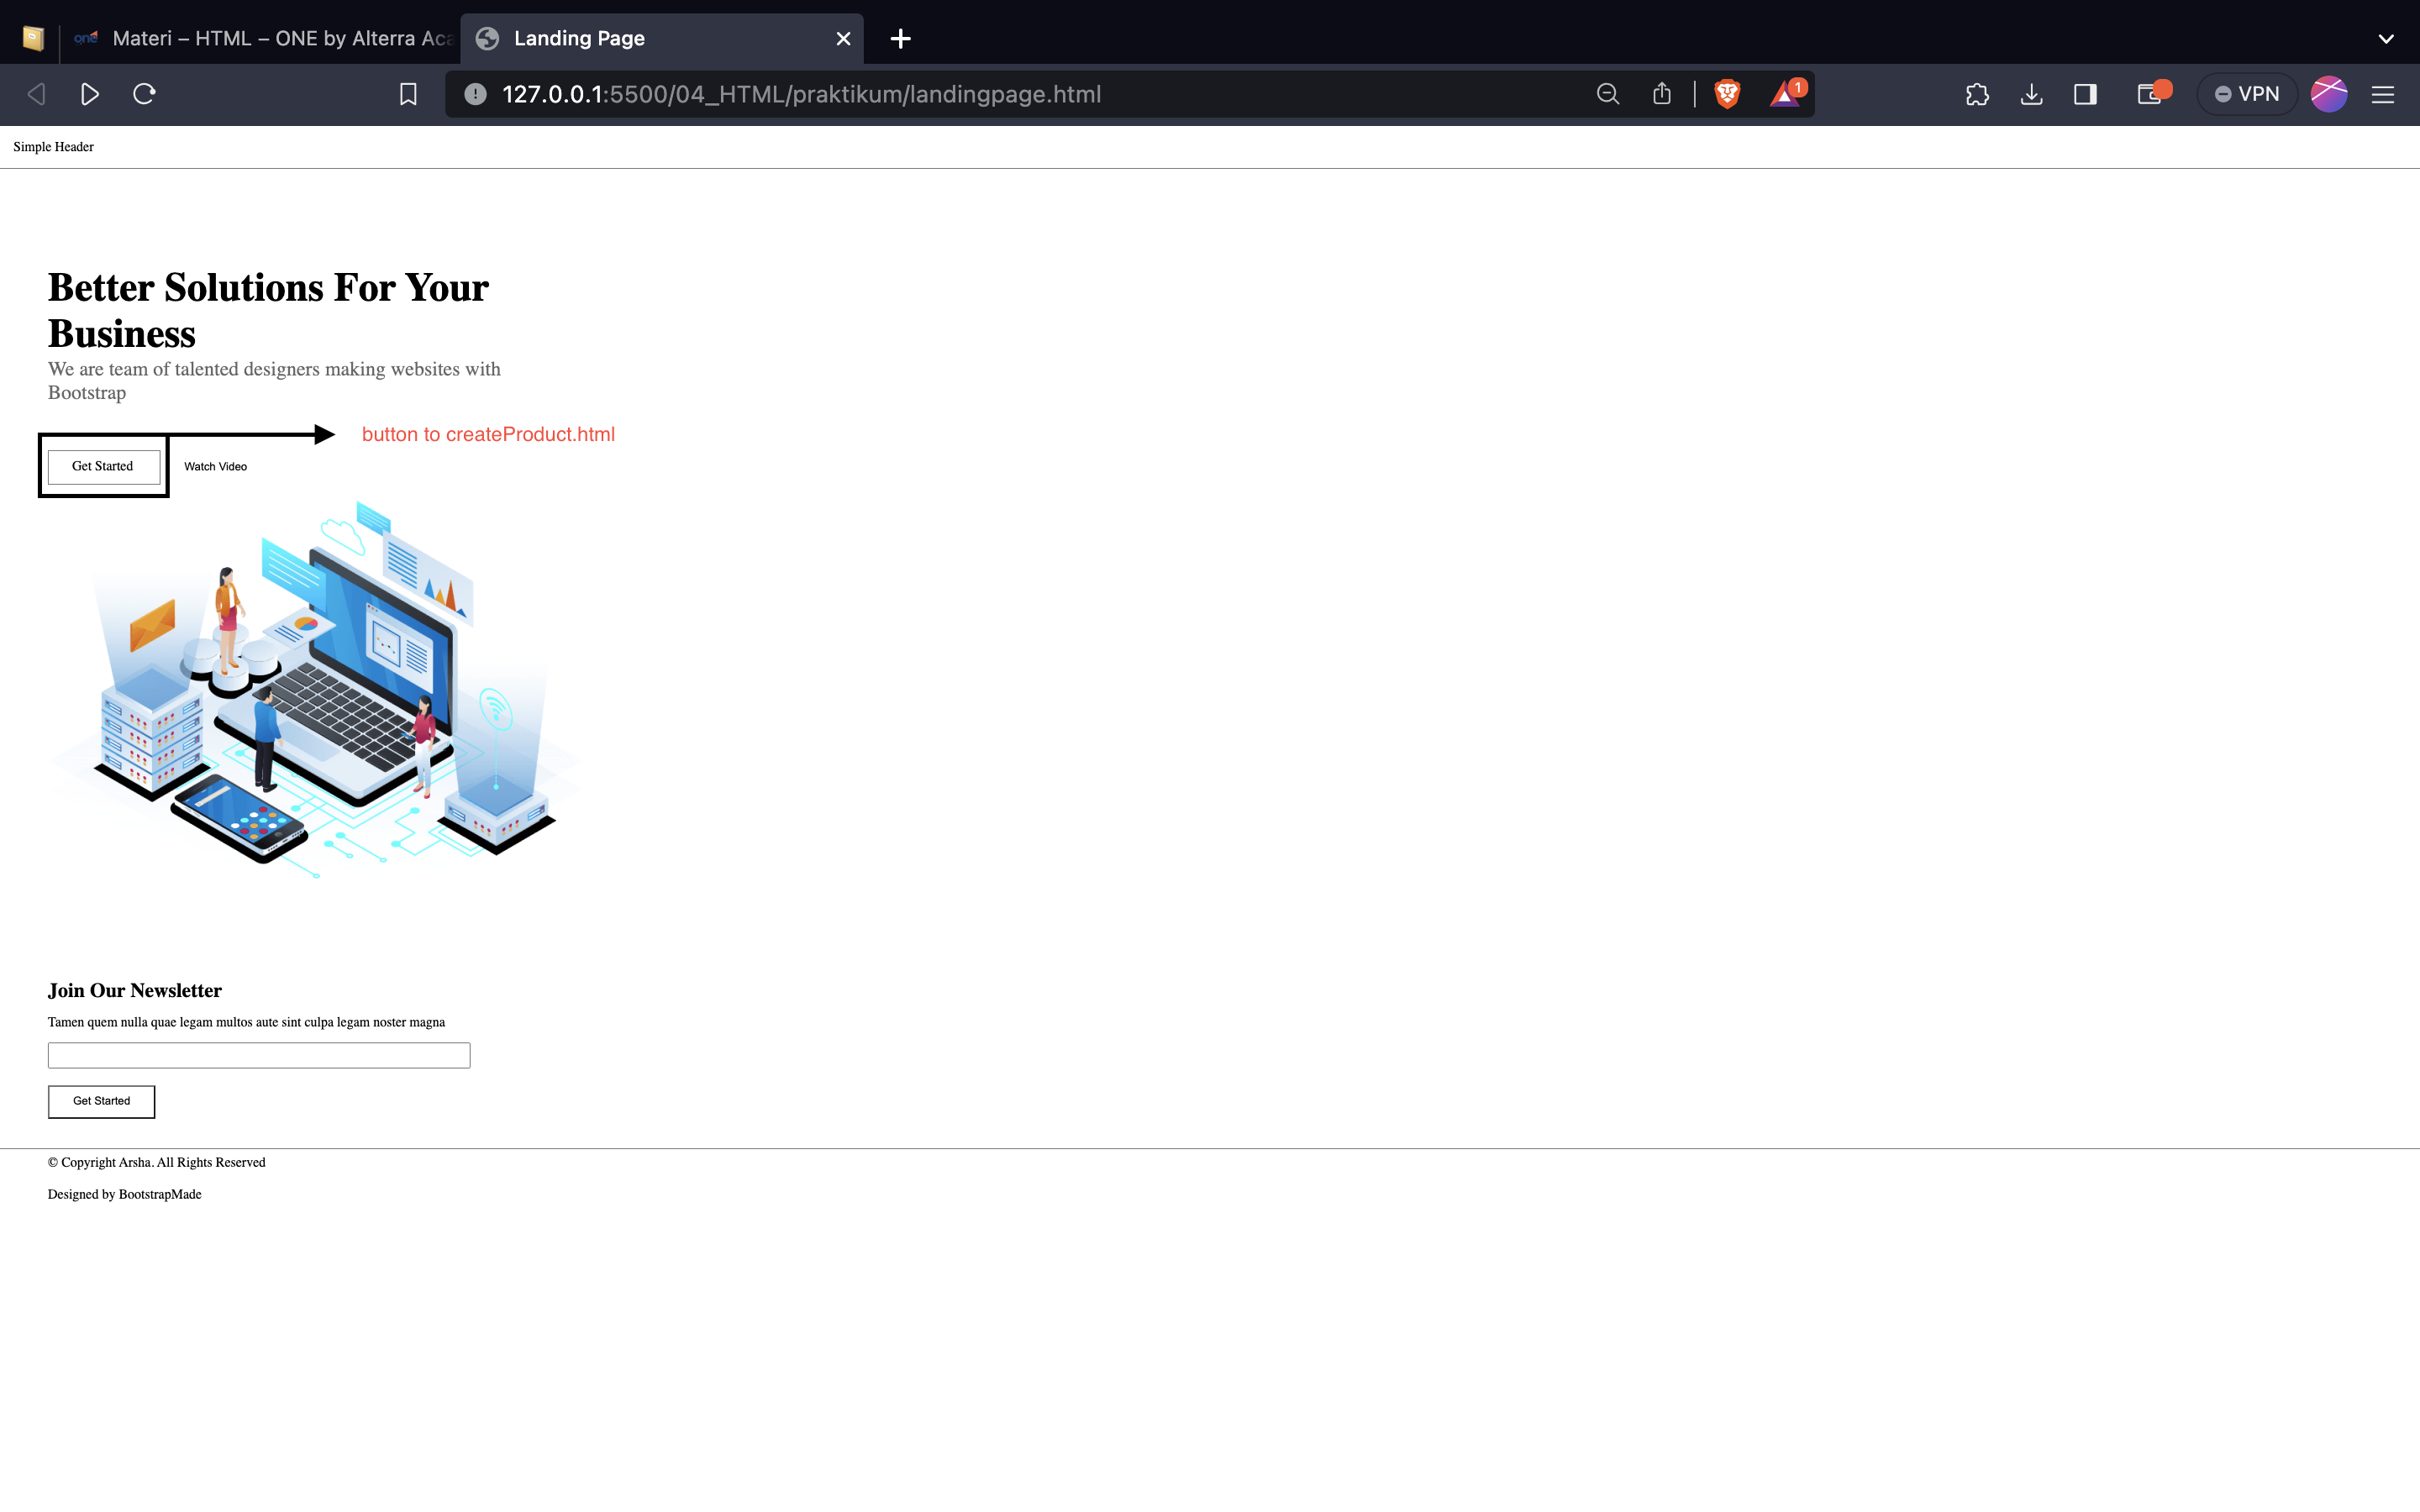 one Materi – HTML – ONE by Alterra Aca
Landing Page
127.0.0.1:5500/04_HTML/praktikum/landingpage.html
1
VPN
Simple Header
Better Solutions For Your
Business
We are team of talented designers making websites with
Bootstrap
button to createProduct.html
Get Started
Watch Video
Join Our Newsletter
Tamen quem nulla quae legam multos aute sint culpa legam noster magna
Get Started
© Copyright Arsha. All Rights Reserved
Designed by BootstrapMade